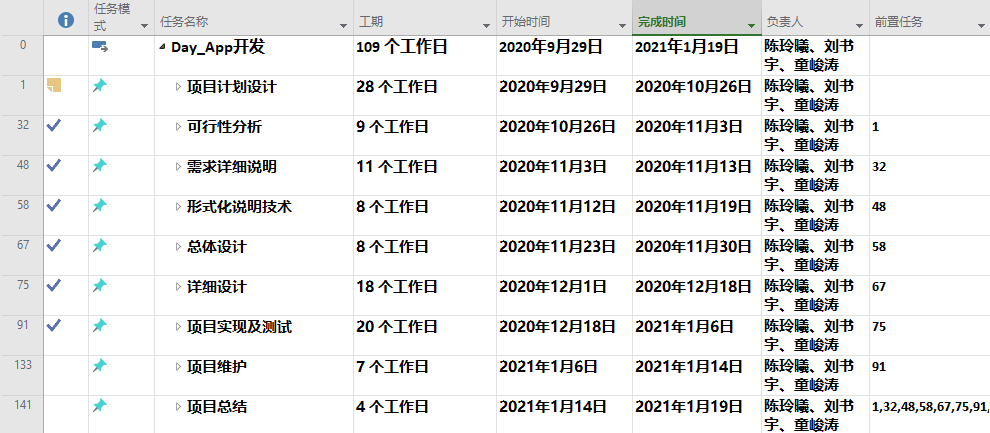 任务模式 任务名称 工期 开始时间 完成时间 负责人 前置任务
0 Day_App开发 109 个工作日 2020年9月29日 2021年1月19日 陈玲曦、刘书宇、童峻涛
1 项目计划设计 28 个工作日 2020年9月29日 2020年10月26日 陈玲曦、刘书宇、童峻涛
32 可行性分析 9 个工作日 2020年10月26日 2020年11月3日 陈玲曦、刘书宇、童峻涛 1
48 需求详细说明 11 个工作日 2020年11月3日 2020年11月13日 陈玲曦、刘书宇、童峻涛 32
58 形式化说明技术 8 个工作日 2020年11月12日 2020年11月19日 陈玲曦、刘书宇、童峻涛 48
67 总体设计 8 个工作日 2020年11月23日 2020年11月30日 陈玲曦、刘书宇、童峻涛 58
75 详细设计 18 个工作日 2020年12月1日 2020年12月18日 陈玲曦、刘书宇、童峻涛 67
91 项目实现及测试 20 个工作日 2020年12月18日 2021年1月6日 陈玲曦、刘书宇、童峻涛 75
133 项目维护 7 个工作日 2021年1月6日 2021年1月14日 陈玲曦、刘书宇、童峻涛 91
141 项目总结 4 个工作日 2021年1月14日 2021年1月19日 陈玲曦、刘书宇、童峻涛 1,32,48,58,67,75,91,